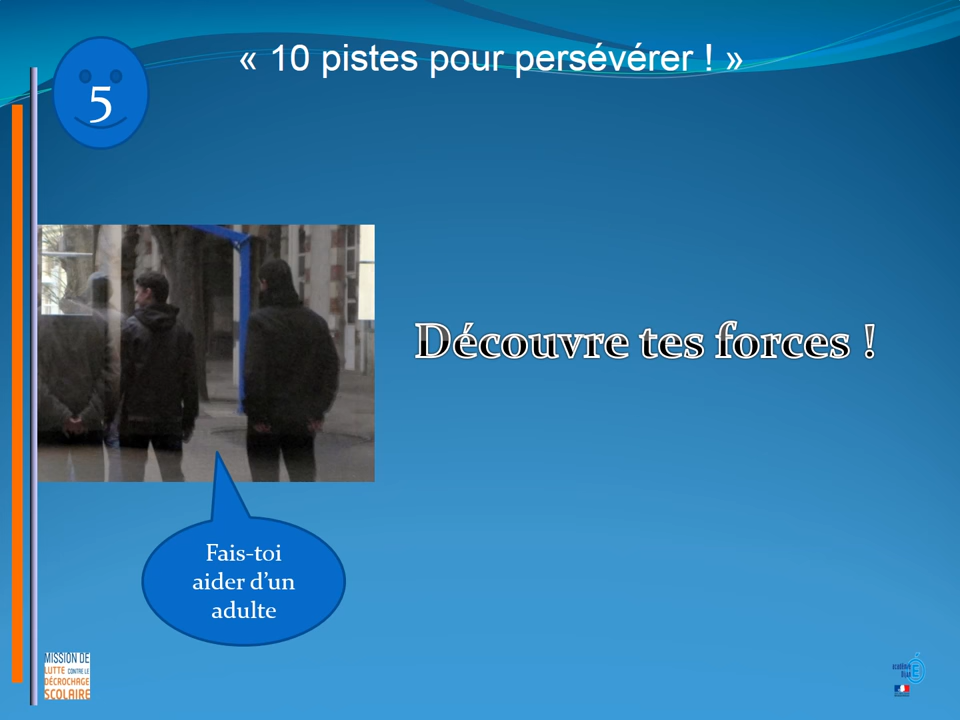 « 10 pistes pour persévérer ! »
5
Découvre tes forces !
Fais-toi
aider d’un
adulte
MISSION DE
LUTTE CONTRE LE
DÉCROCHAGE
SCOLAIRE